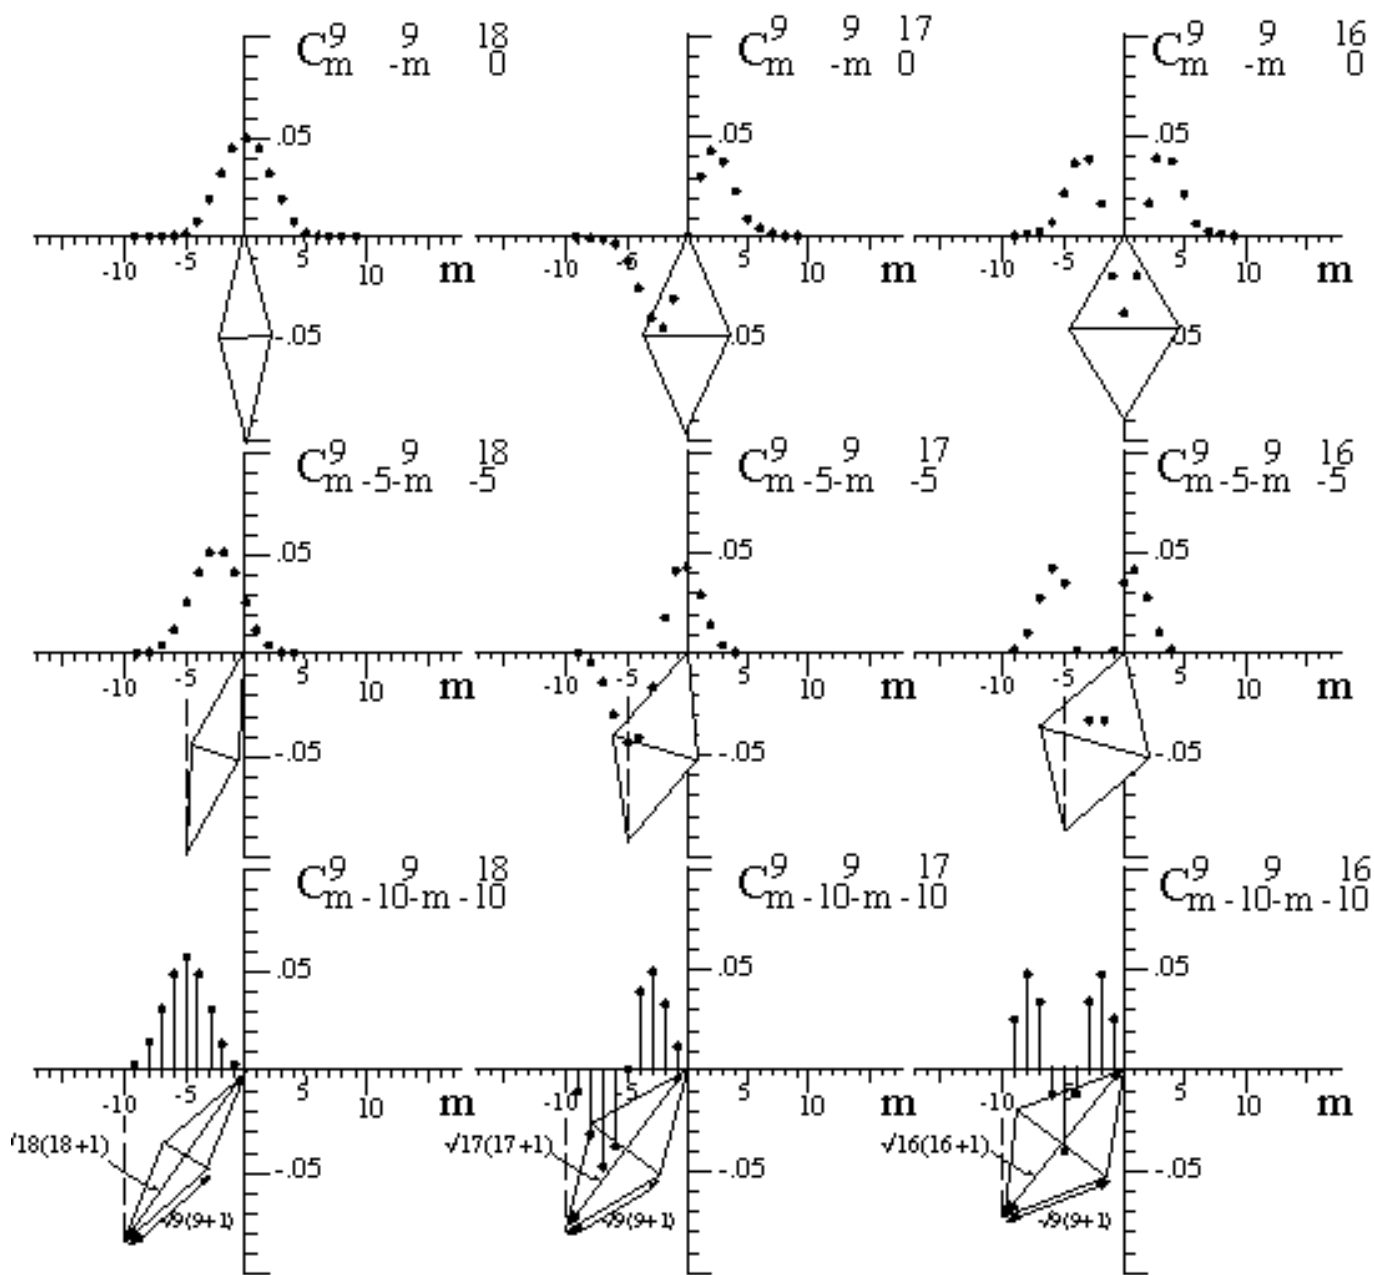 9 9 18 9 9 17 9 9 16
C m -m 0 C m -m 0 C m -m 0
.05 .05 .05
-10 -5 5 10 m -10 -5 5 10 m -10 -5 5 10 m
-.05 .05 .05
9 9 18 9 9 17 9 9 16
C m -5-m -5 C m -5-m -5 C m -5-m -5
.05 .05 .05
-10 -5 5 10 m -10 -5 5 10 m -10 -5 5 10 m
-.05 -.05 -.05
9 9 18 9 9 17 9 9 16
C m -10-m -10 C m -10-m -10 C m -10-m -10
.05 .05 .05
-10 -5 5 10 m -10 -5 5 10 m -10 -5 5 10 m
√18(18+1) √17(17+1) √16(16+1)
-.05 -.05 -.05
√9(9+1) √9(9+1) √9(9+1)